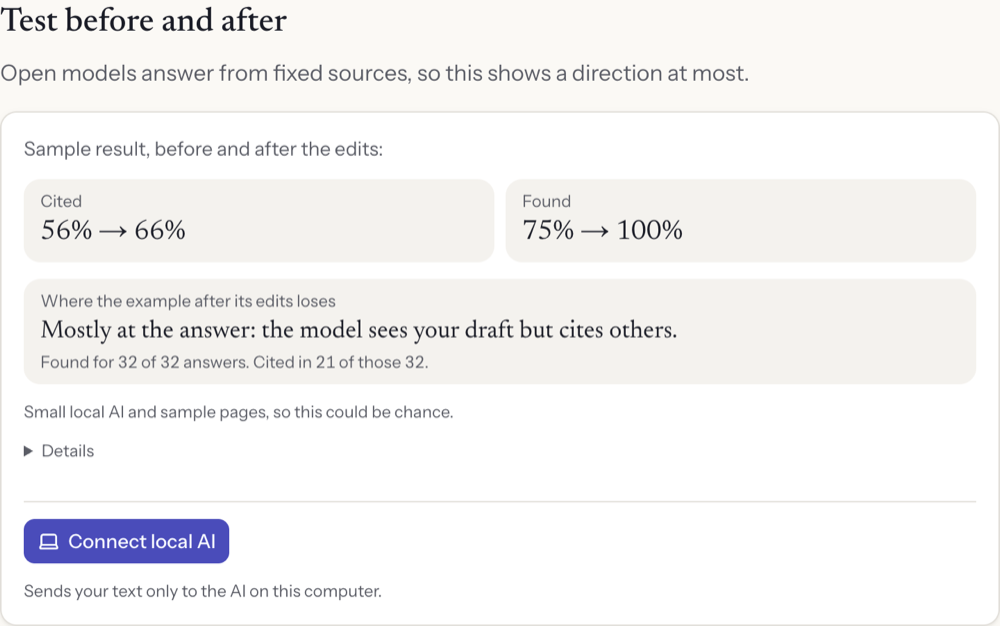 Test before and after
Open models answer from fixed sources, so this shows a direction at most.
Sample result, before and after the edits:
Cited
56% → 66%
Found
75% → 100%
Where the example after its edits loses
Mostly at the answer: the model sees your draft but cites others.
Found for 32 of 32 answers. Cited in 21 of those 32.
Small local AI and sample pages, so this could be chance.
Details
Connect local AI
Sends your text only to the AI on this computer.